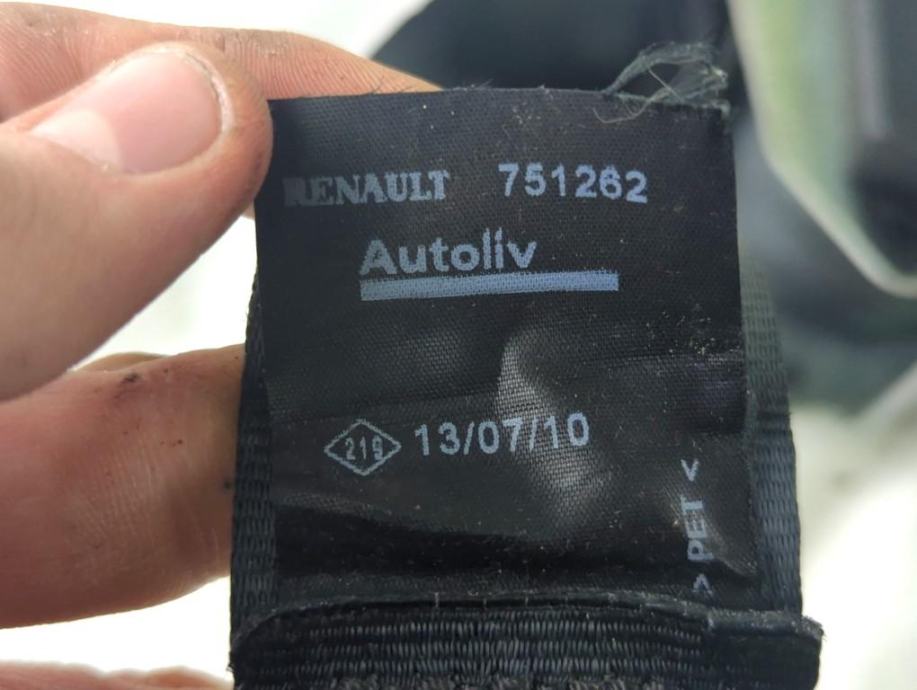 RENAULT 751262
Autoliv
219 13/07/10
> PET <